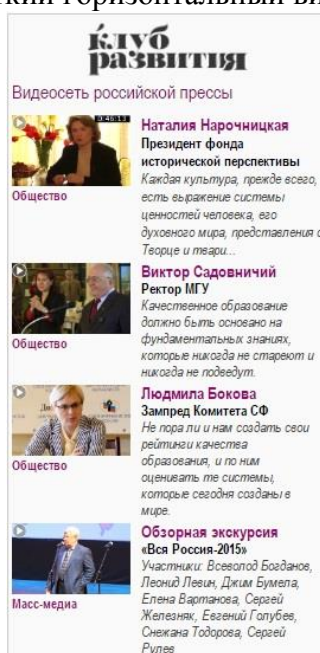 клуб
развития
Видеосеть российской прессы
0:48:13
Общество
Наталия Нарочницкая
Президент фонда
исторической перспективы
Каждая культура, прежде всего,
есть выражение системы
ценностей человека, его
духовного мира, представления о
Творце и твари...
Общество
Виктор Садовничий
Ректор МГУ
Качественное образование
должно быть основано на
фундаментальных знаниях,
которые никогда не стареют и
никогда не подведут.
Общество
Людмила Бокова
Зампред Комитета СФ
Не пора ли и нам создать свои
рейтинги качества
образования, и по ним
оценивать те системы,
которые сегодня созданы в
мире.
Масс-медиа
Обзорная экскурсия
«Вся Россия-2015»
Участники: Всеволод Богданов,
Леонид Левин, Джим Бумела,
Елена Вартанова, Сергей
Железняк, Евгений Голубев,
Снежана Тодорова, Сергей
Рулев